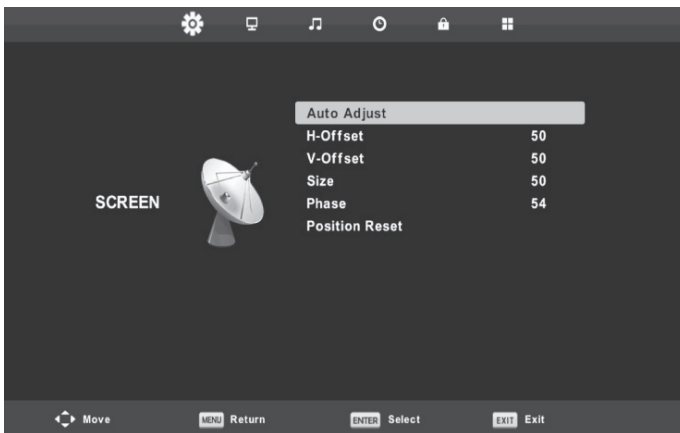 Auto Adjust
H-Offset 50
V-Offset 50
Size 50
SCREEN
Phase 54
Position Reset
Move MENU Return ENTER Select EXIT Exit